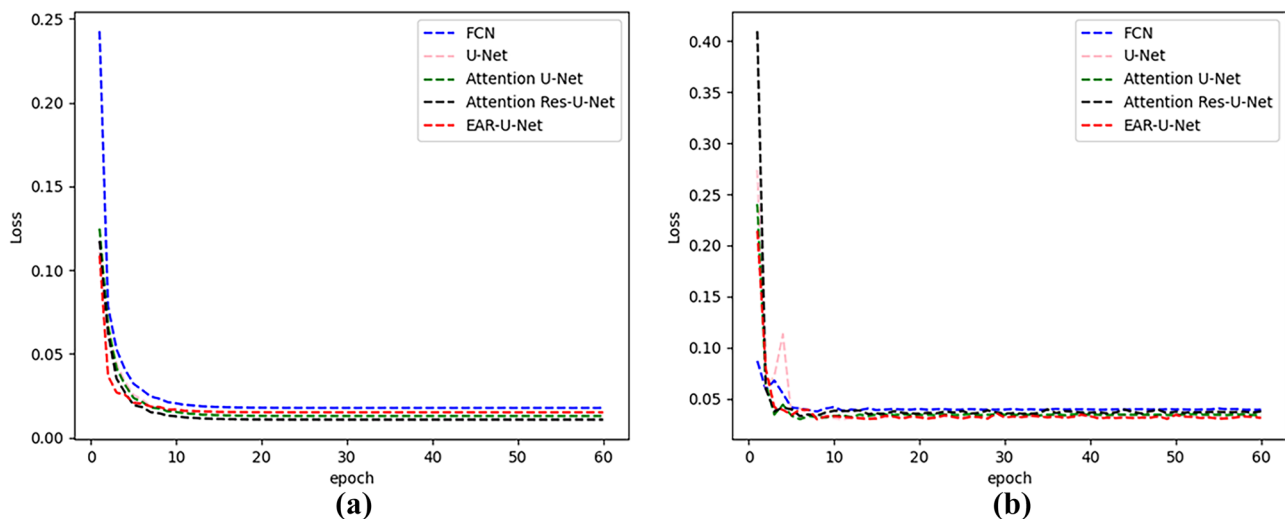 0.25
0.20
0.15
0.10
0.05
0.00
Loss
0 10 20 30 40 50 60
epoch
FCN
U-Net
Attention U-Net
Attention Res-U-Net
EAR-U-Net
(a)
0.40
0.35
0.30
0.25
0.20
0.15
0.10
0.05
Loss
0 10 20 30 40 50 60
epoch
FCN
U-Net
Attention U-Net
Attention Res-U-Net
EAR-U-Net
(b)